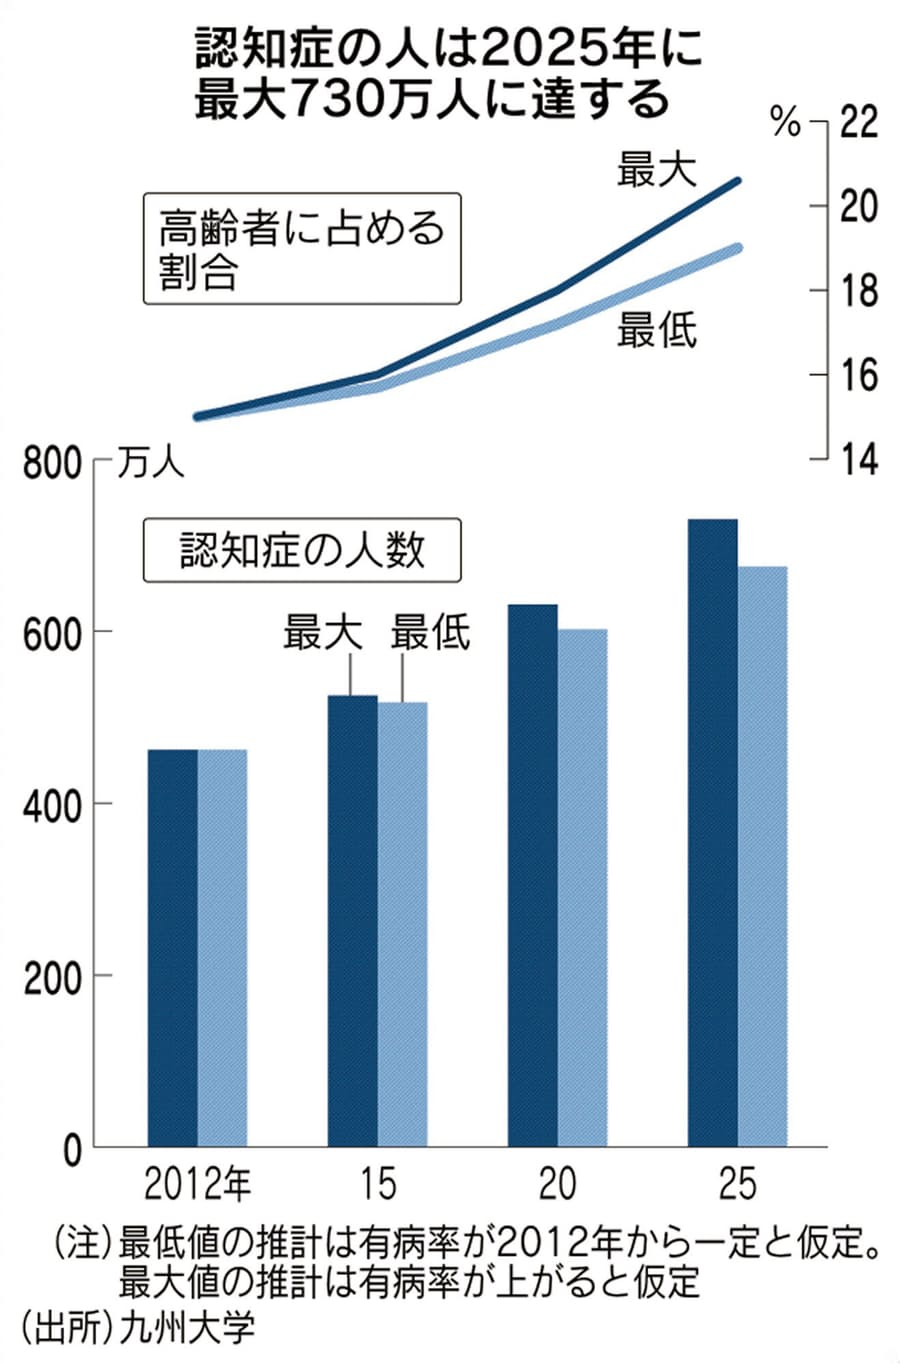 認知症の人は2025年に
最大730万人に達する
%
22
20
18
16
14
最大
最低
高齢者に占める
割合
800
万人
600
400
200
0
認知症の人数
最大 最低
2012年 15 20 25
(注)最低値の推計は有病率が2012年から一定と仮定。
最大値の推計は有病率が上がると仮定
(出所)九州大学